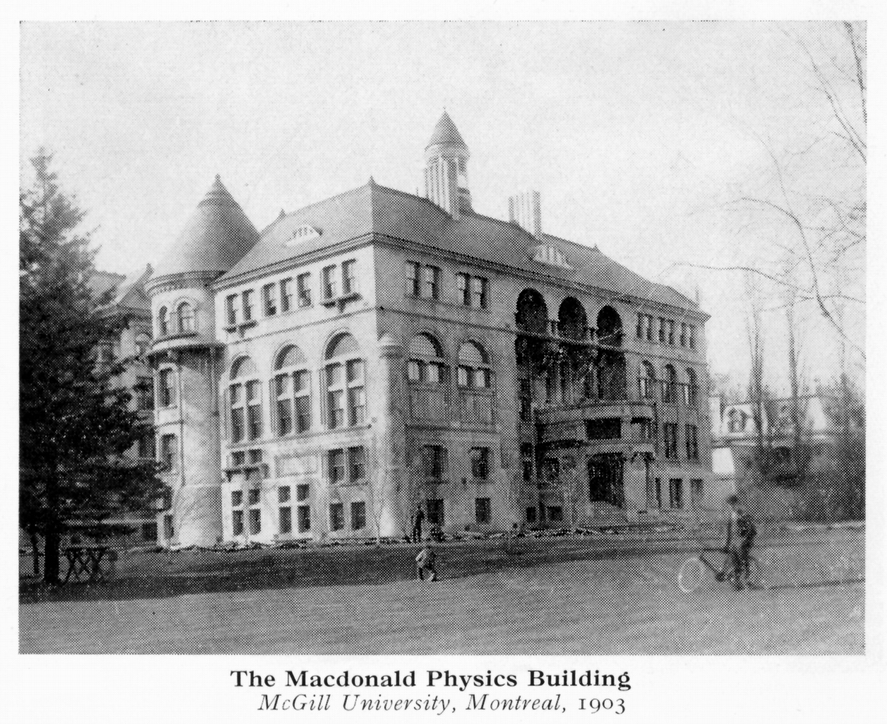 The Macdonald Physics Building
McGill University, Montreal, 1903